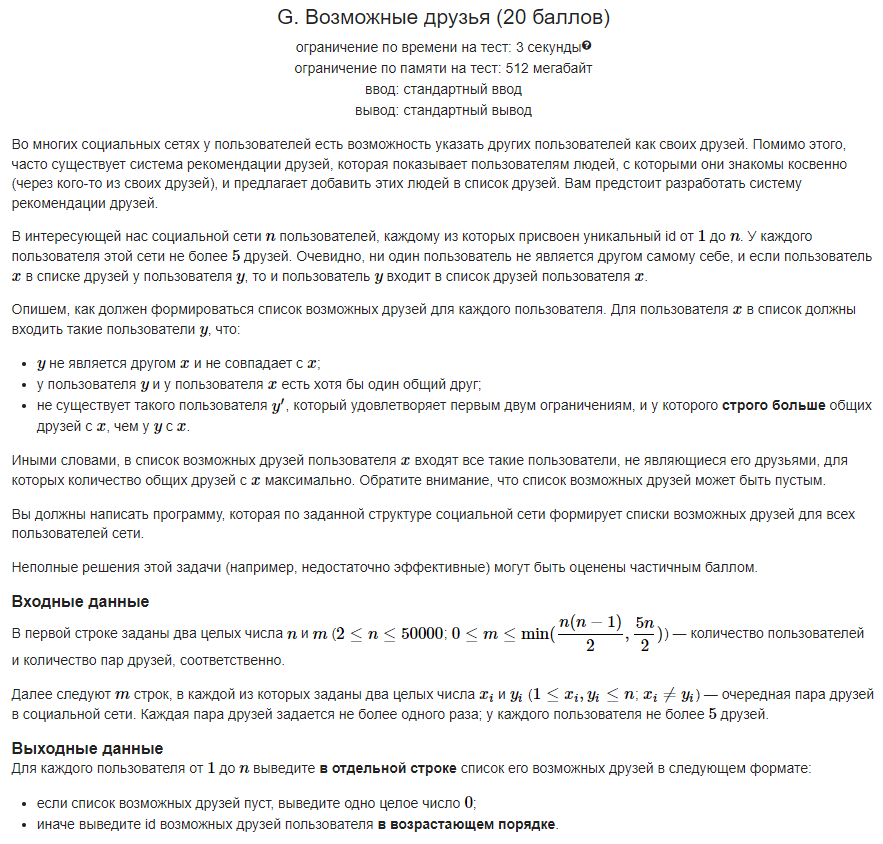 G. Возможные друзья (20 баллов)
ограничение по времени на тест: 3 секунды?
ограничение по памяти на тест: 512 мегабайт
ввод: стандартный ввод
вывод: стандартный вывод
Во многих социальных сетях у пользователей есть возможность указать других пользователей как своих друзей. Помимо этого,
часто существует система рекомендации друзей, которая показывает пользователям людей, с которыми они знакомы косвенно
(через кого-то из своих друзей), и предлагает добавить этих людей в список друзей. Вам предстоит разработать систему
рекомендации друзей.
В интересующей нас социальной сети n пользователей, каждому из которых присвоен уникальный id от 1 до n. У каждого
пользователя этой сети не более 5 друзей. Очевидно, ни один пользователь не является другом самому себе, и если пользователь
x в списке друзей у пользователя y, то и пользователь y входит в список друзей пользователя x.
Опишем, как должен формироваться список возможных друзей для каждого пользователя. Для пользователя x в список должны
входить такие пользователи y, что:
• y не является другом x и не совпадает с x;
• у пользователя y и у пользователя x есть хотя бы один общий друг;
• не существует такого пользователя y′, который удовлетворяет первым двум ограничениям, и у которого строго больше общих
друзей с x, чем у y с x.
Иными словами, в список возможных друзей пользователя x входят все такие пользователи, не являющиеся его друзьями, для
которых количество общих друзей с x максимально. Обратите внимание, что список возможных друзей может быть пустым.
Вы должны написать программу, которая по заданной структуре социальной сети формирует списки возможных друзей для всех
пользователей сети.
Неполные решения этой задачи (например, недостаточно эффективные) могут быть оценены частичным баллом.
Входные данные
В первой строке заданы два целых числа n и m (2 ≤ n ≤ 50000; 0 ≤ m ≤ min(n(n − 1)/2, 5n/2)) — количество пользователей
и количество пар друзей, соответственно.
Далее следуют m строк, в каждой из которых заданы два целых числа xᵢ и yᵢ (1 ≤ xᵢ, yᵢ ≤ n; xᵢ ≠ yᵢ) — очередная пара друзей
в социальной сети. Каждая пара друзей задается не более одного раза; у каждого пользователя не более 5 друзей.
Выходные данные
Для каждого пользователя от 1 до n выведите в отдельной строке список его возможных друзей в следующем формате:
• если список возможных друзей пуст, выведите одно целое число 0;
• иначе выведите id возможных друзей пользователя в возрастающем порядке.